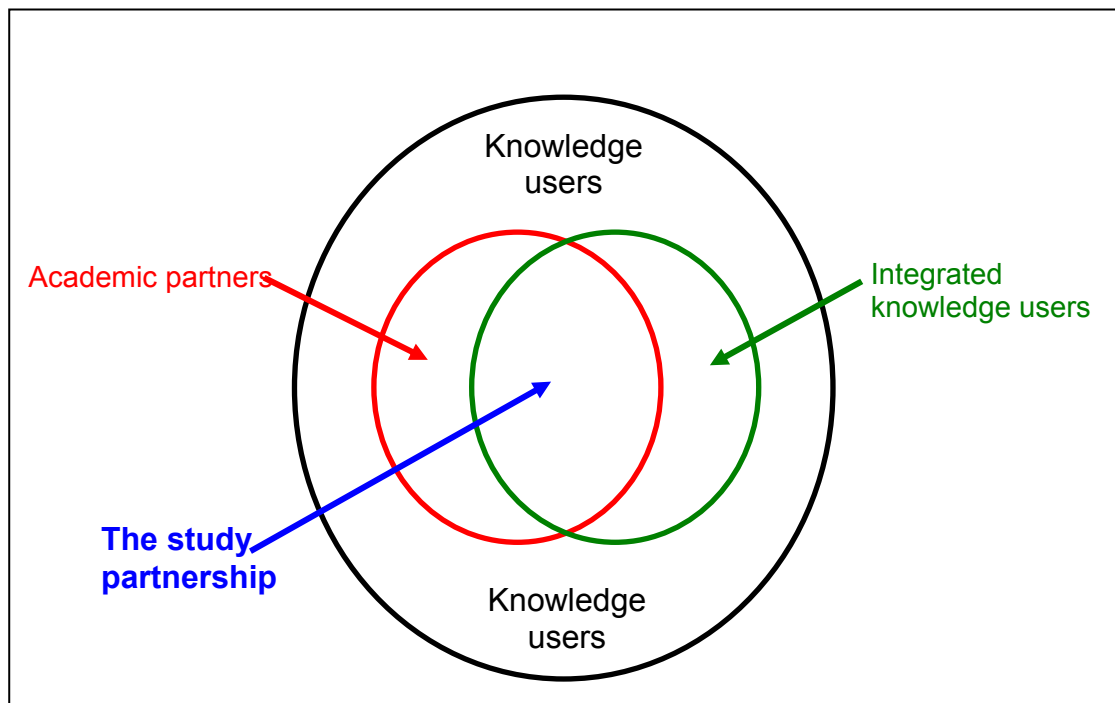 Knowledge
users
Academic partners
Integrated
knowledge users
The study
partnership
Knowledge
users